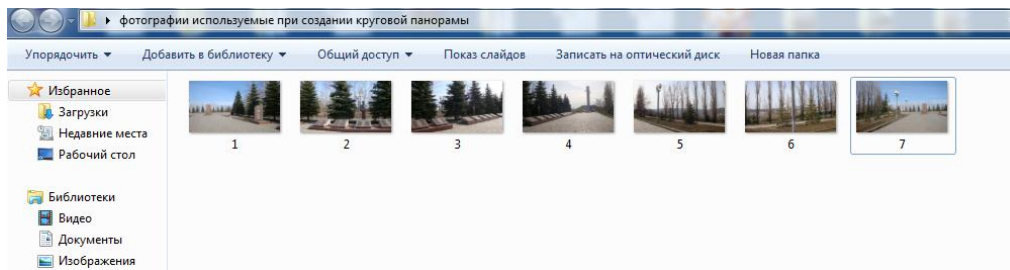 фотографии используемые при создании круговой панорамы
Упорядочить Добавить в библиотеку Общий доступ Показ слайдов Записать на оптический диск Новая папка
Избранное
Загрузки
Недавние места
Рабочий стол
Библиотеки
Видео
Документы
Изображения
1 2 3 4 5 6 7